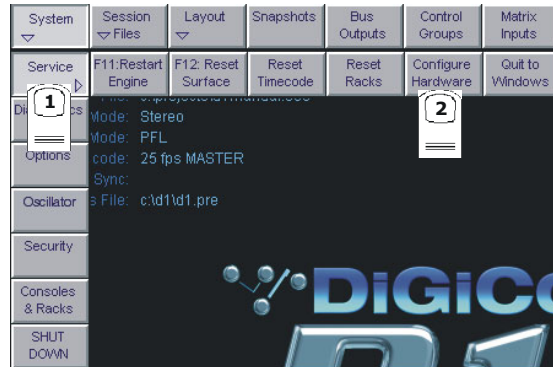 System
Session
Files
Layout
Snapshots
Bus
Outputs
Control
Groups
Matrix
Inputs
Service
F11:Restart
Engine
F12: Reset
Surface
Reset
Timecode
Reset
Racks
Configure
Hardware
Quit to
Windows
1
2
Mode: Stereo
Mode: PFL
code: 25 fps MASTER
Sync:
s File: c:\d1\d1.pre
Options
Oscillator
Security
Consoles
& Racks
SHUT
DOWN
DiGiCo
D1